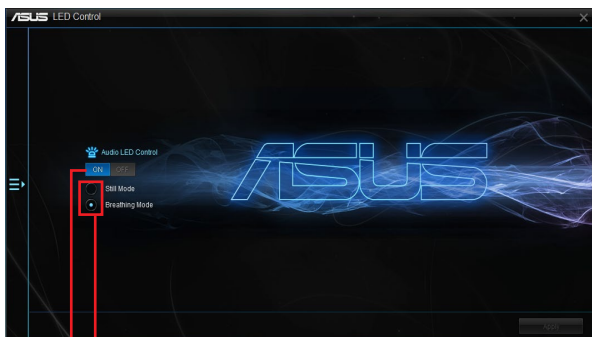 ASUS LED Control
Audio LED Control
ON OFF
Still Mode
Breathing Mode
ASUS
Apply